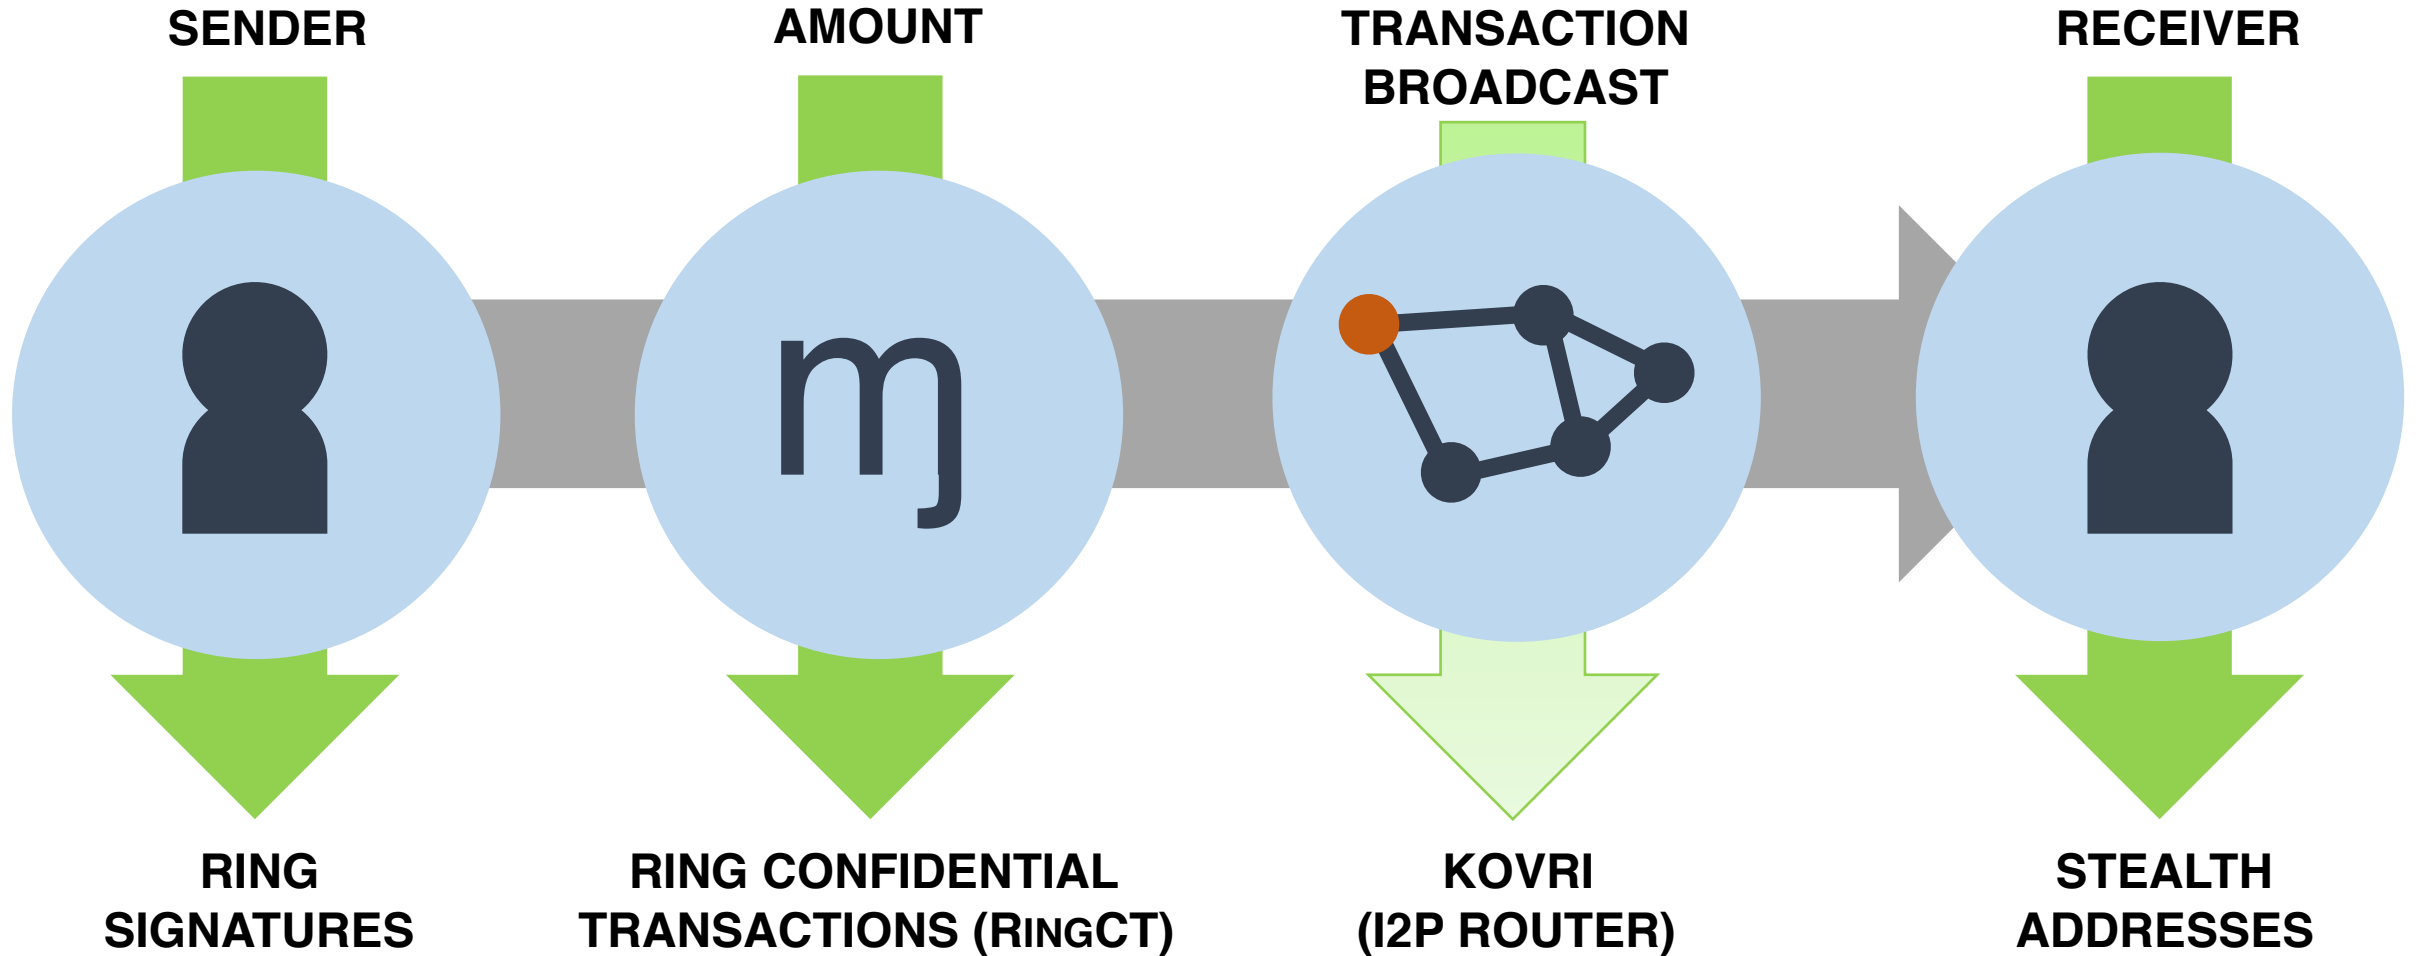 SENDER
AMOUNT
TRANSACTION
BROADCAST
RECEIVER
ɱ
RING
SIGNATURES
RING CONFIDENTIAL
TRANSACTIONS (RINGCT)
KOVRI
(I2P ROUTER)
STEALTH
ADDRESSES